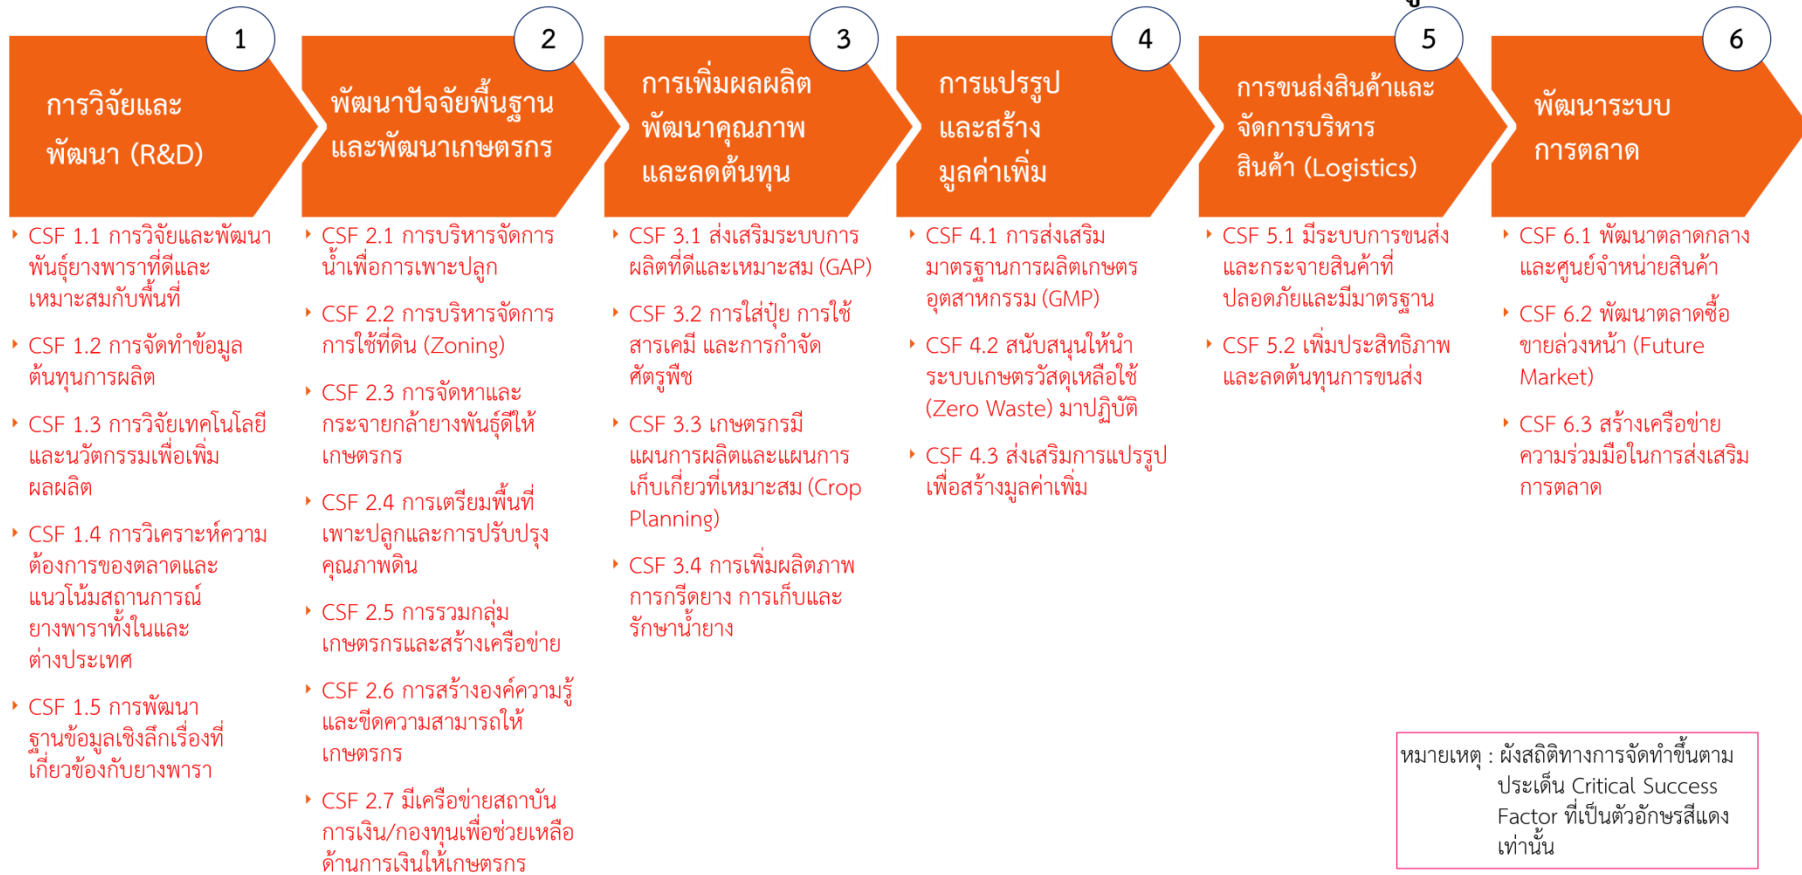 1
การวิจัยและ
พัฒนา (R&D)
CSF 1.1 การวิจัยและพัฒนา
พันธุ์ยางพาราที่ดีและ
เหมาะสมกับพื้นที่
CSF 1.2 การจัดทำข้อมูล
ต้นทุนการผลิต
CSF 1.3 การวิจัยเทคโนโลยี
และนวัตกรรมเพื่อเพิ่ม
ผลผลิต
CSF 1.4 การวิเคราะห์ความ
ต้องการของตลาดและ
แนวโน้มสถานการณ์
ยางพาราทั้งในและ
ต่างประเทศ
CSF 1.5 การพัฒนา
ฐานข้อมูลเชิงลึกเรื่องที่
เกี่ยวข้องกับยางพารา
2
พัฒนาปัจจัยพื้นฐาน
และพัฒนาเกษตรกร
CSF 2.1 การบริหารจัดการ
น้ำเพื่อการเพาะปลูก
CSF 2.2 การบริหารจัดการ
การใช้ที่ดิน (Zoning)
CSF 2.3 การจัดหาและ
กระจายกล้ายางพันธุ์ดีให้
เกษตรกร
CSF 2.4 การเตรียมพื้นที่
เพาะปลูกและการปรับปรุง
คุณภาพดิน
CSF 2.5 การรวมกลุ่ม
เกษตรกรและสร้างเครือข่าย
CSF 2.6 การสร้างองค์ความรู้
และขีดความสามารถให้
เกษตรกร
CSF 2.7 มีเครือข่ายสถาบัน
การเงิน/กองทุนเพื่อช่วยเหลือ
ด้านการเงินให้เกษตรกร
3
การเพิ่มผลผลิต
พัฒนาคุณภาพ
และลดต้นทุน
CSF 3.1 ส่งเสริมระบบการ
ผลิตที่ดีและเหมาะสม (GAP)
CSF 3.2 การใส่ปุ๋ย การใช้
สารเคมี และการกำจัด
ศัตรูพืช
CSF 3.3 เกษตรกรมี
แผนการผลิตและแผนการ
เก็บเกี่ยวที่เหมาะสม (Crop
Planning)
CSF 3.4 การเพิ่มผลิตภาพ
การกรีดยาง การเก็บและ
รักษาน้ำยาง
4
การแปรรูป
และสร้าง
มูลค่าเพิ่ม
CSF 4.1 การส่งเสริม
มาตรฐานการผลิตเกษตร
อุตสาหกรรม (GMP)
CSF 4.2 สนับสนุนให้นำ
ระบบเกษตรวัสดุเหลือใช้
(Zero Waste) มาปฏิบัติ
CSF 4.3 ส่งเสริมการแปรรูป
เพื่อสร้างมูลค่าเพิ่ม
5
การขนส่งสินค้าและ
จัดการบริหาร
สินค้า (Logistics)
CSF 5.1 มีระบบการขนส่ง
และกระจายสินค้าที่
ปลอดภัยและมีมาตรฐาน
CSF 5.2 เพิ่มประสิทธิภาพ
และลดต้นทุนการขนส่ง
6
พัฒนาระบบ
การตลาด
CSF 6.1 พัฒนาตลาดกลาง
และศูนย์จำหน่ายสินค้า
CSF 6.2 พัฒนาตลาดซื้อ
ขายล่วงหน้า (Future
Market)
CSF 6.3 สร้างเครือข่าย
ความร่วมมือในการส่งเสริม
การตลาด
หมายเหตุ : ผังสถิติทางการจัดทำขึ้นตาม
ประเด็น Critical Success
Factor ที่เป็นตัวอักษรสีแดง
เท่านั้น